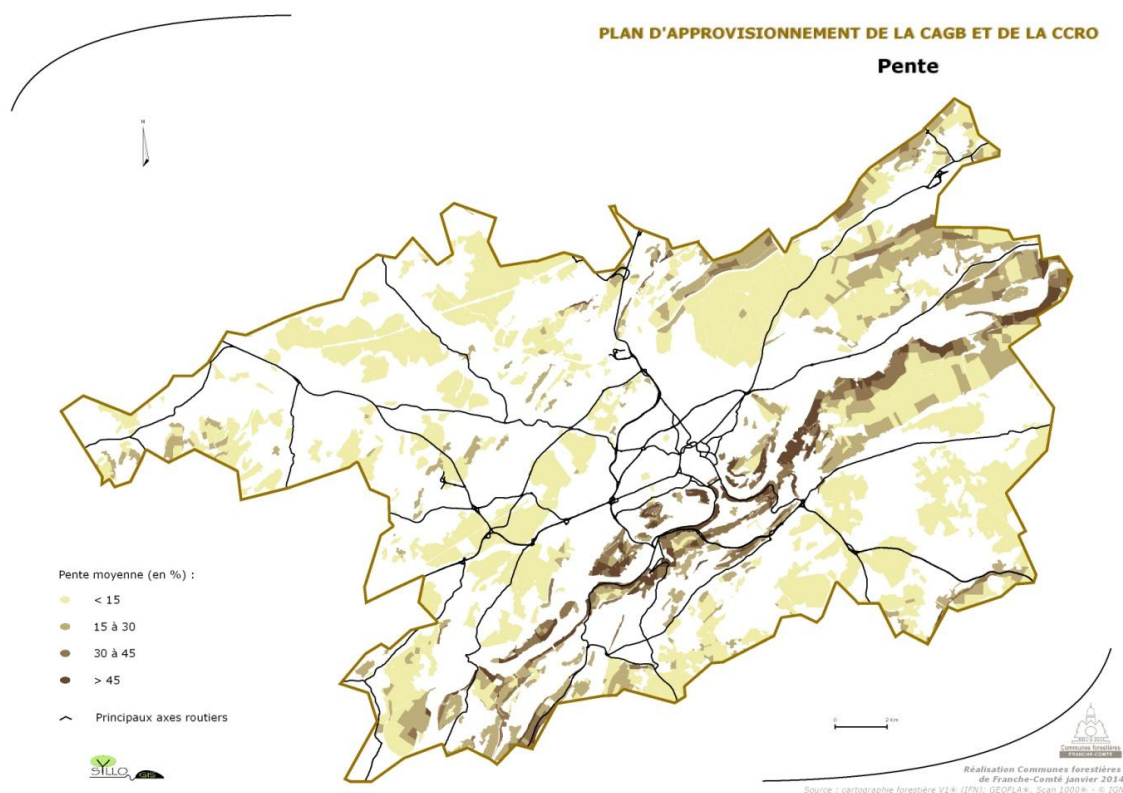 PLAN D'APPROVISIONNEMENT DE LA CAGB ET DE LA CCRO
Pente
N
Pente moyenne (en %) :
< 15
15 à 30
30 à 45
> 45
Principaux axes routiers
0 2 Km
SYLLO GIS
Communes forestières
FRANCHE-COMTÉ
Réalisation Communes forestières
de Franche-Comté janvier 2014
Source : cartographie forestière V1® (IFN); GEOFLA®, Scan 1000® - © IGN